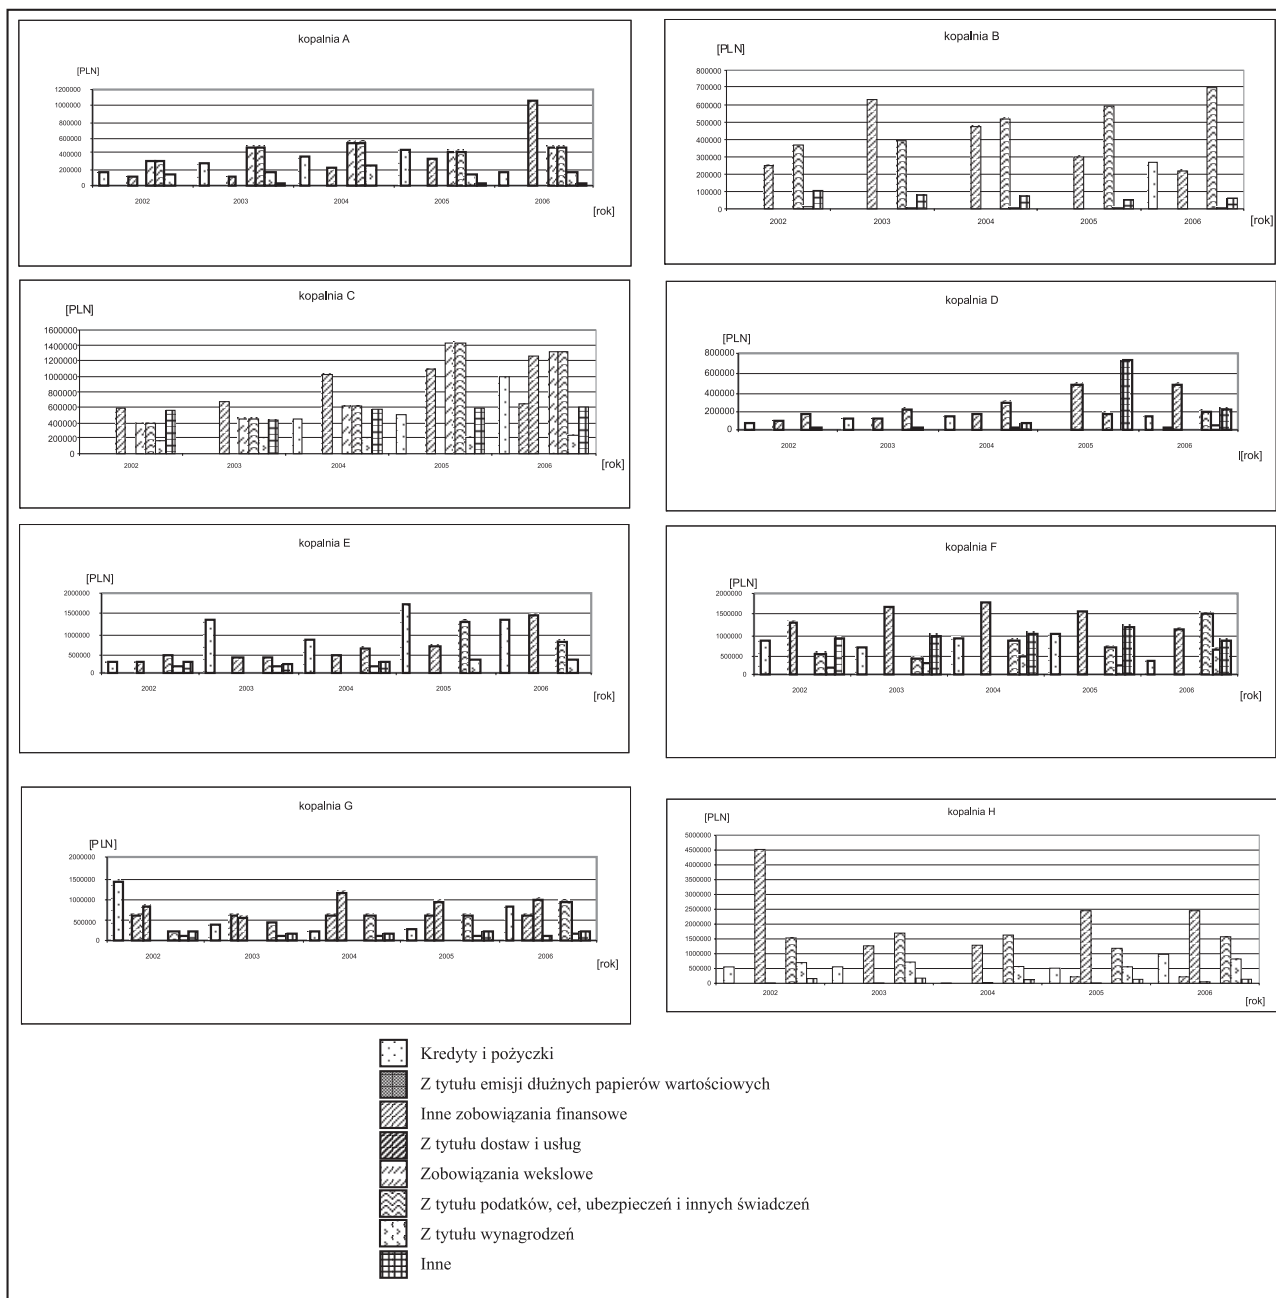 kopalnia A
[PLN]
1200000
1000000
800000
600000
400000
200000
0
2002 2003 2004 2005 2006
[rok]
kopalnia B
[PLN]
800000
700000
600000
500000
400000
300000
200000
100000
0
2002 2003 2004 2005 2006
[rok]
kopalnia C
[PLN]
1600000
1400000
1200000
1000000
800000
600000
400000
200000
0
2002 2003 2004 2005 2006
[rok]
kopalnia D
[PLN]
800000
600000
400000
200000
0
2002 2003 2004 2005 2006
[rok]
kopalnia E
[PLN]
2000000
1500000
1000000
500000
0
2002 2003 2004 2005 2006
[rok]
kopalnia F
[PLN]
2000000
1500000
1000000
500000
0
2002 2003 2004 2005 2006
[rok]
kopalnia G
[PLN]
2000000
1500000
1000000
500000
0
2002 2003 2004 2005 2006
[rok]
kopalnia H
[PLN]
5000000
4500000
4000000
3500000
3000000
2500000
2000000
1500000
1000000
500000
0
2002 2003 2004 2005 2006
[rok]
Kredyty i pożyczki
Z tytułu emisji dłużnych papierów wartościowych
Inne zobowiązania finansowe
Z tytułu dostaw i usług
Zobowiązania wekslowe
Z tytułu podatków, ceł, ubezpieczeń i innych świadczeń
Z tytułu wynagrodzeń
Inne